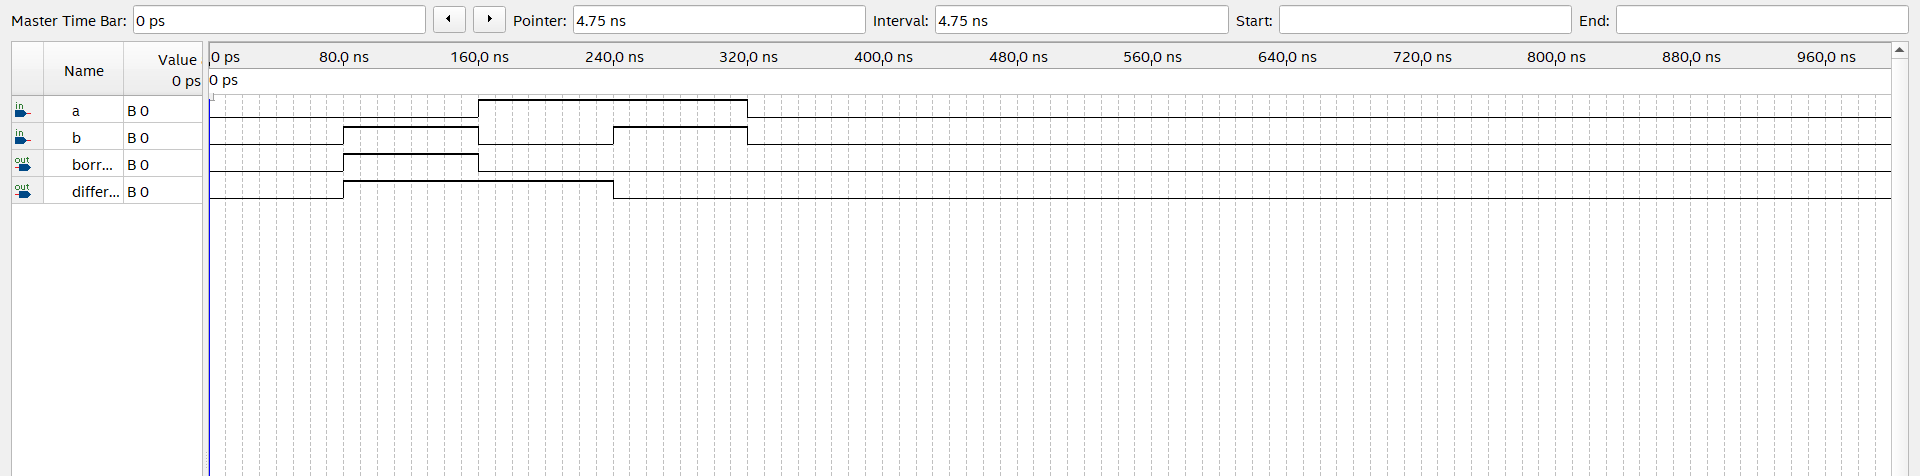 Master Time Bar: 0 ps Pointer: 4.75 ns Interval: 4.75 ns Start: End:
Name Value
0 ps
0 ps 80.0 ns 160.0 ns 240.0 ns 320.0 ns 400.0 ns 480.0 ns 560.0 ns 640.0 ns 720.0 ns 800.0 ns 880.0 ns 960.0 ns
0 ps
in a B 0
in b B 0
out borr... B 0
out differ... B 0